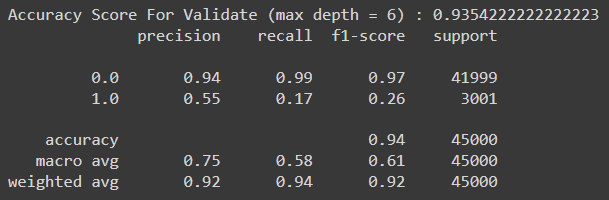 Accuracy Score For Validate (max depth = 6) : 0.9354222222222223
precision recall f1-score support
0.0 0.94 0.99 0.97 41999
1.0 0.55 0.17 0.26 3001
accuracy 0.94 45000
macro avg 0.75 0.58 0.61 45000
weighted avg 0.92 0.94 0.92 45000